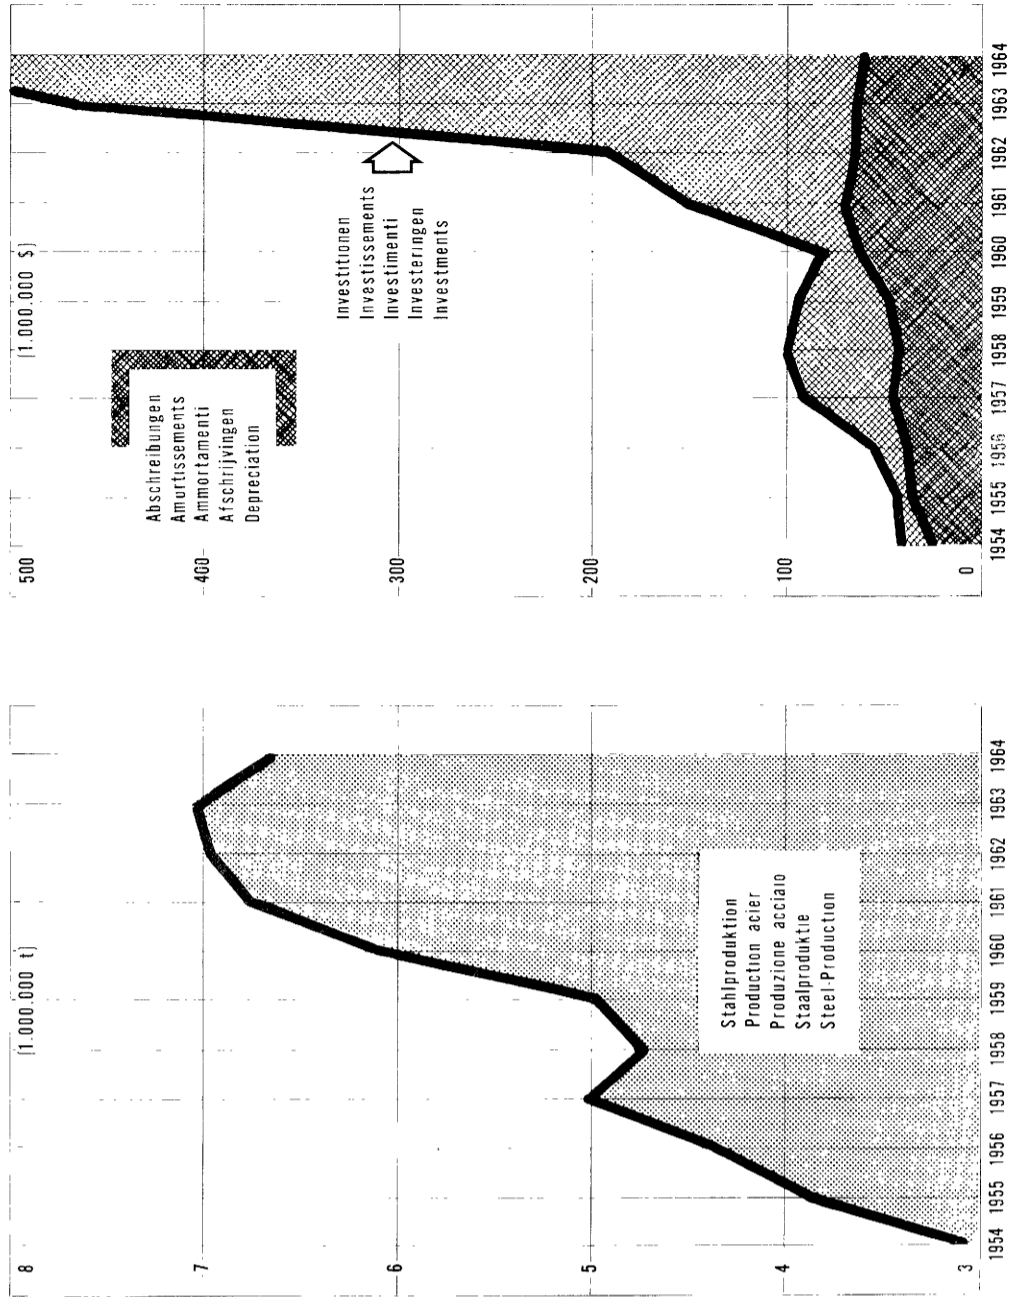 (1.000.000 $)
500
400
300
200
100
0
Abschreibungen
Amurtissements
Ammortamenti
Afschrijvingen
Depreciation
Investitionen
Investissements
Investimenti
Investeringen
Investments
1954 1955 1956 1957 1958 1959 1960 1961 1962 1963 1964
(1.000.000 t)
8
7
6
5
4
3
Stahlproduktion
Production acier
Produzione acciaio
Staalproduktie
Steel-Production
1954 1955 1956 1957 1958 1959 1960 1961 1962 1963 1964